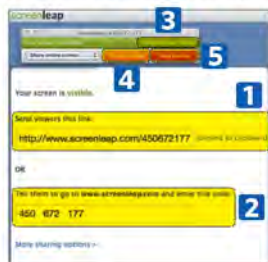 screenleap
3
4
5
1
Your screen is visible.
Send viewers this link:
http://www.screenleap.com/450672177
OR
Tell them to go to www.screenleap.com and enter this code:
2
450 672 177
More sharing options »